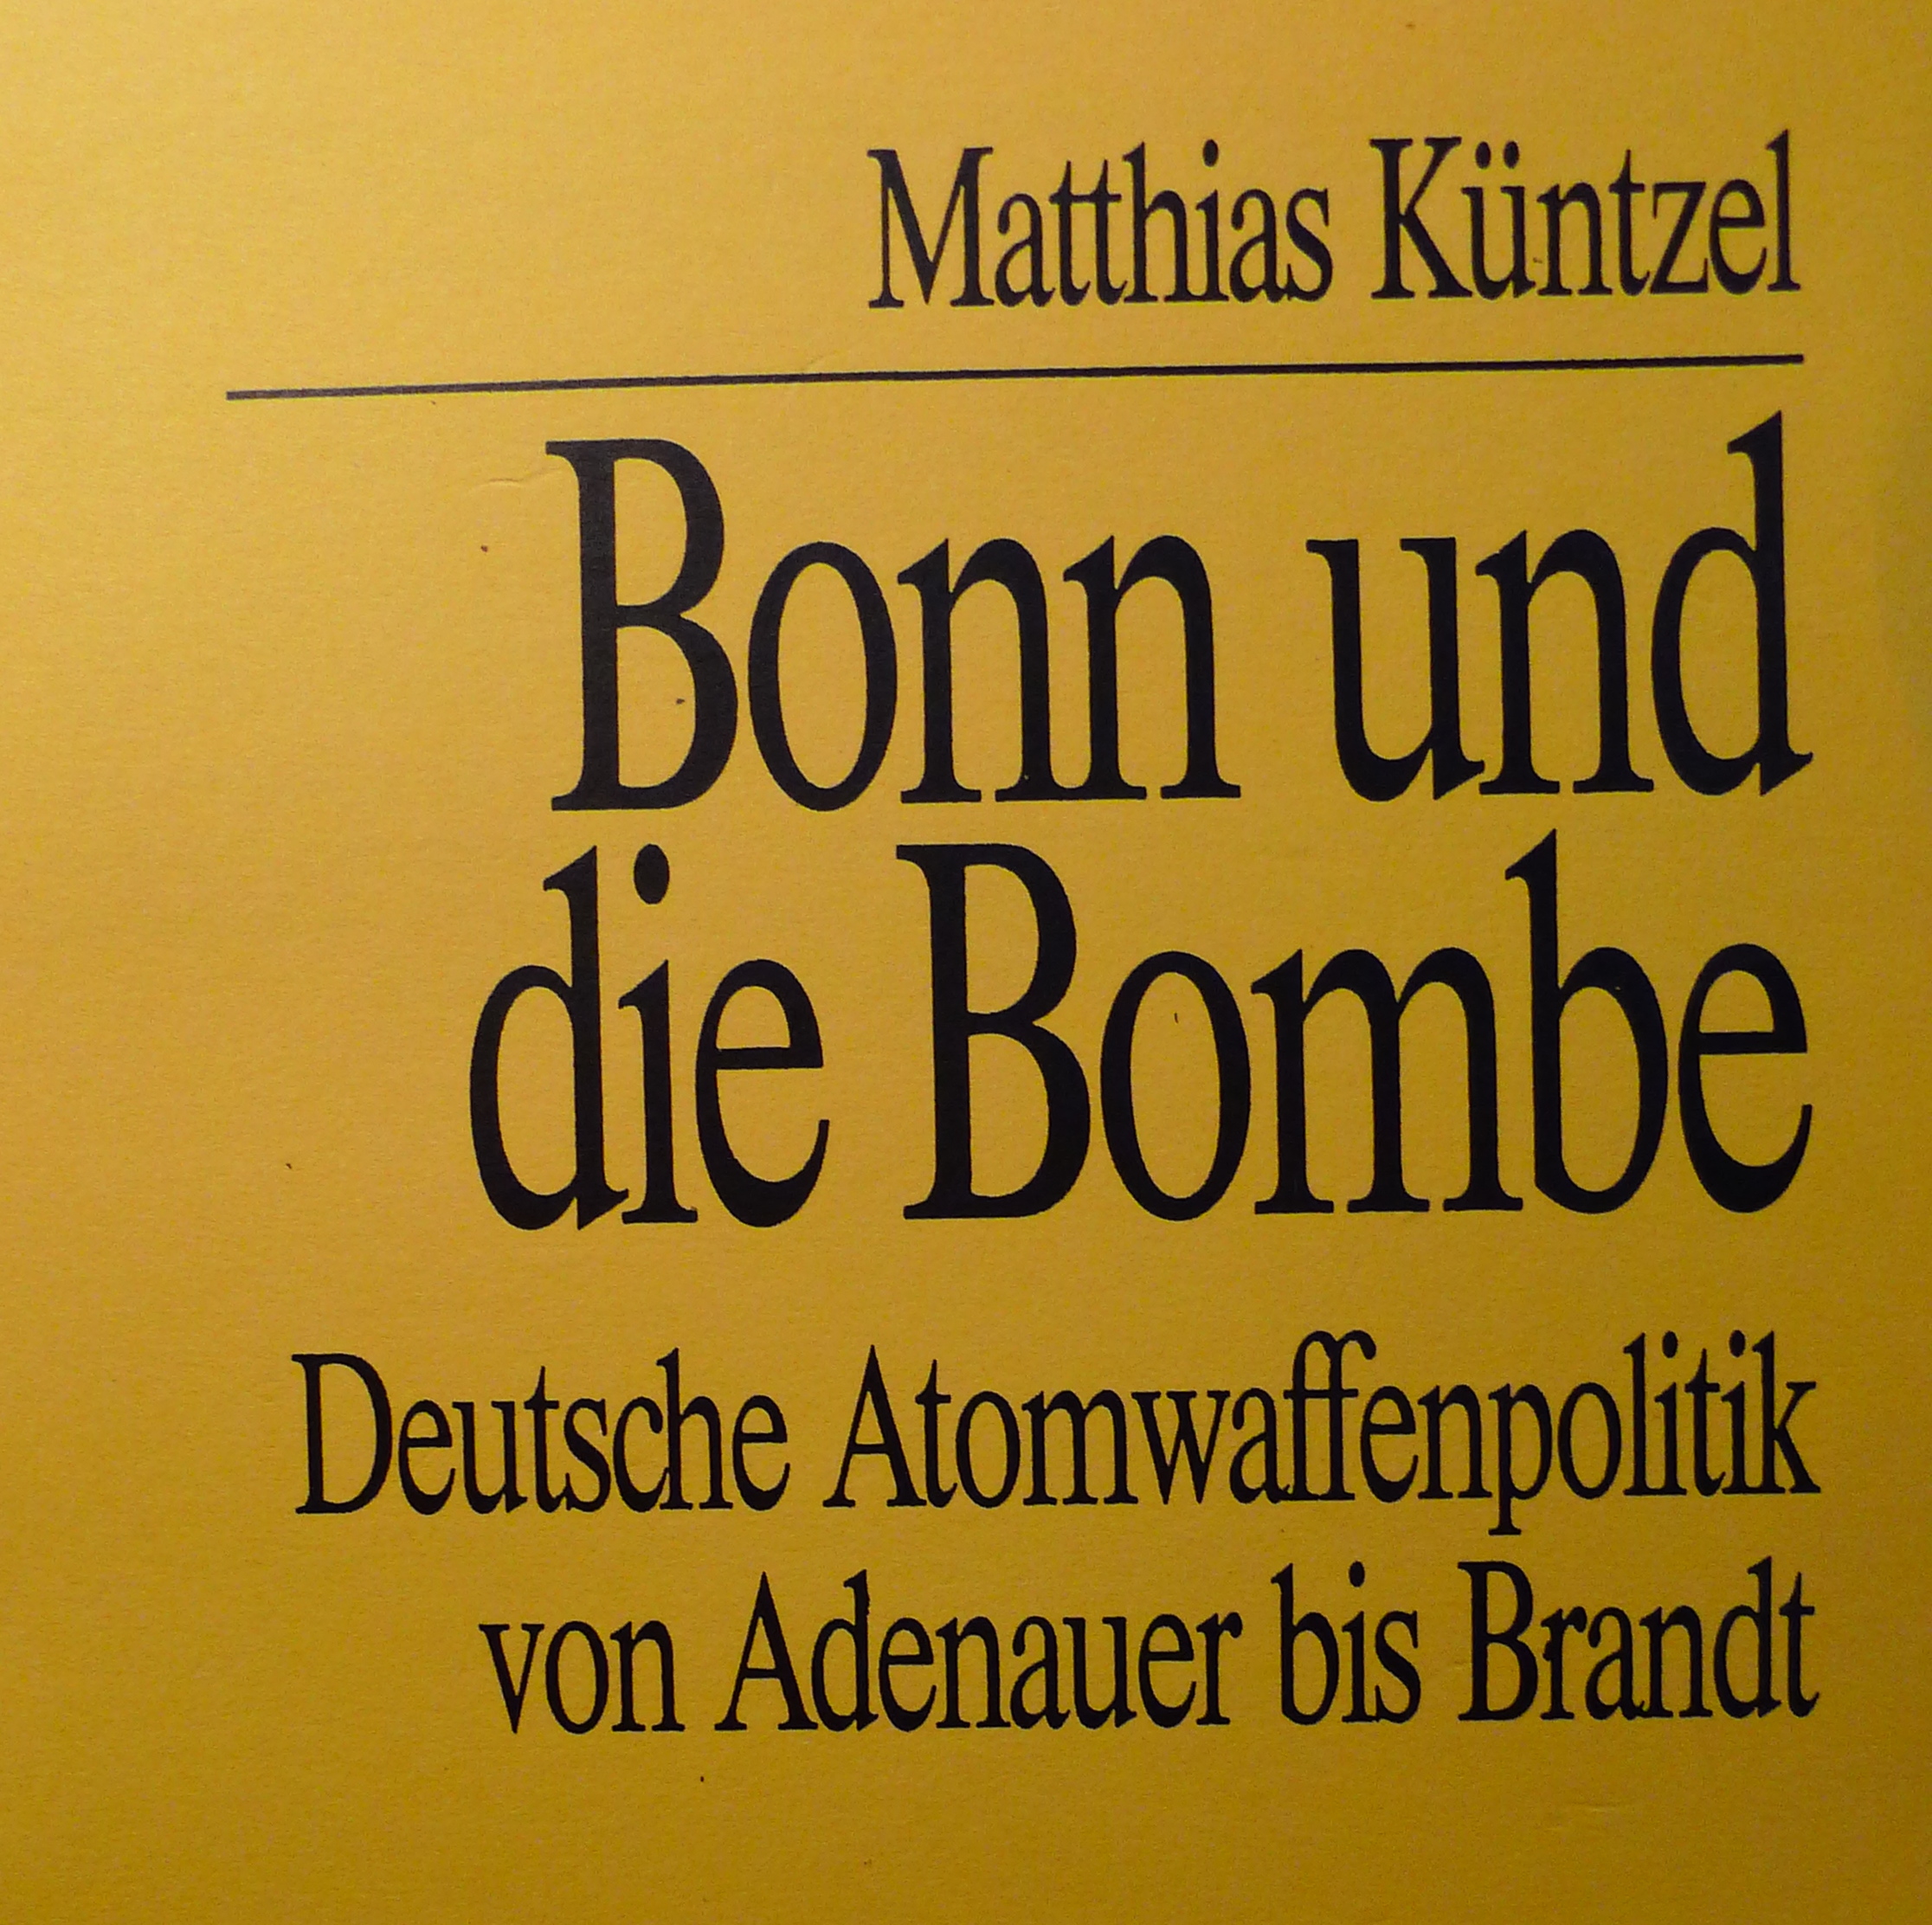 Matthias Küntzel
Bonn und
die Bombe
Deutsche Atomwaffenpolitik
von Adenauer bis Brandt